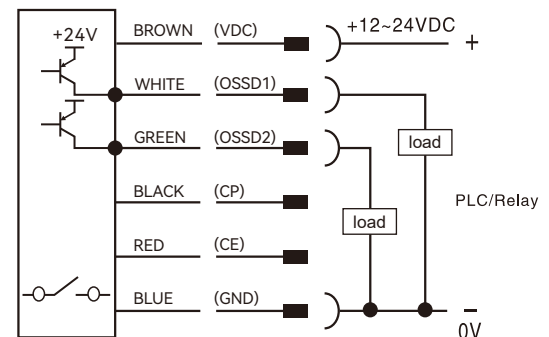 +24V
BROWN (VDC) +12~24VDC +
WHITE (OSSD1)
load
GREEN (OSSD2)
BLACK (CP) PLC/Relay
load
RED (CE)
BLUE (GND) −
0V